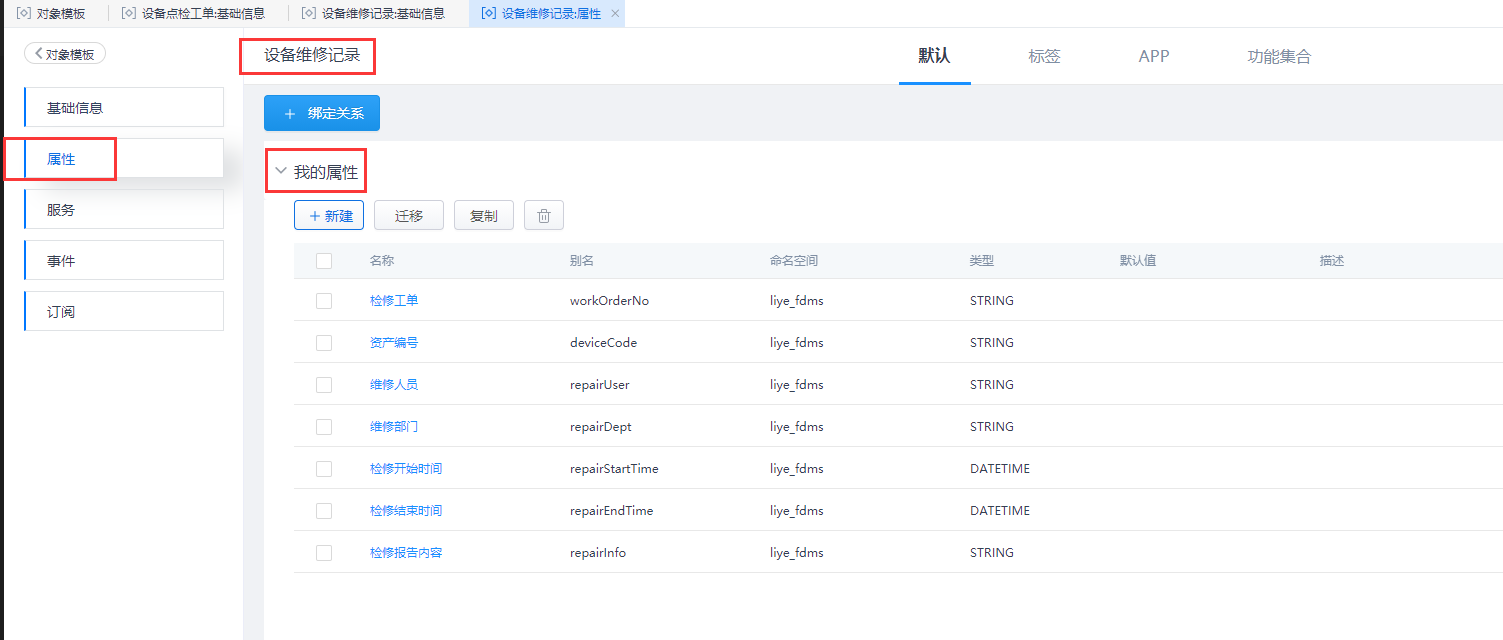 对象模板 设备点检工单:基础信息 设备维修记录:基础信息 设备维修记录:属性
对象模板
设备维修记录 默认 标签 APP 功能集合
基础信息
属性
服务
事件
订阅
绑定关系
我的属性
新建 迁移 复制
名称 别名 命名空间 类型 默认值 描述
检修工单 workOrderNo liye_fdms STRING
资产编号 deviceCode liye_fdms STRING
维修人员 repairUser liye_fdms STRING
维修部门 repairDept liye_fdms STRING
检修开始时间 repairStartTime liye_fdms DATETIME
检修结束时间 repairEndTime liye_fdms DATETIME
检修报告内容 repairInfo liye_fdms STRING